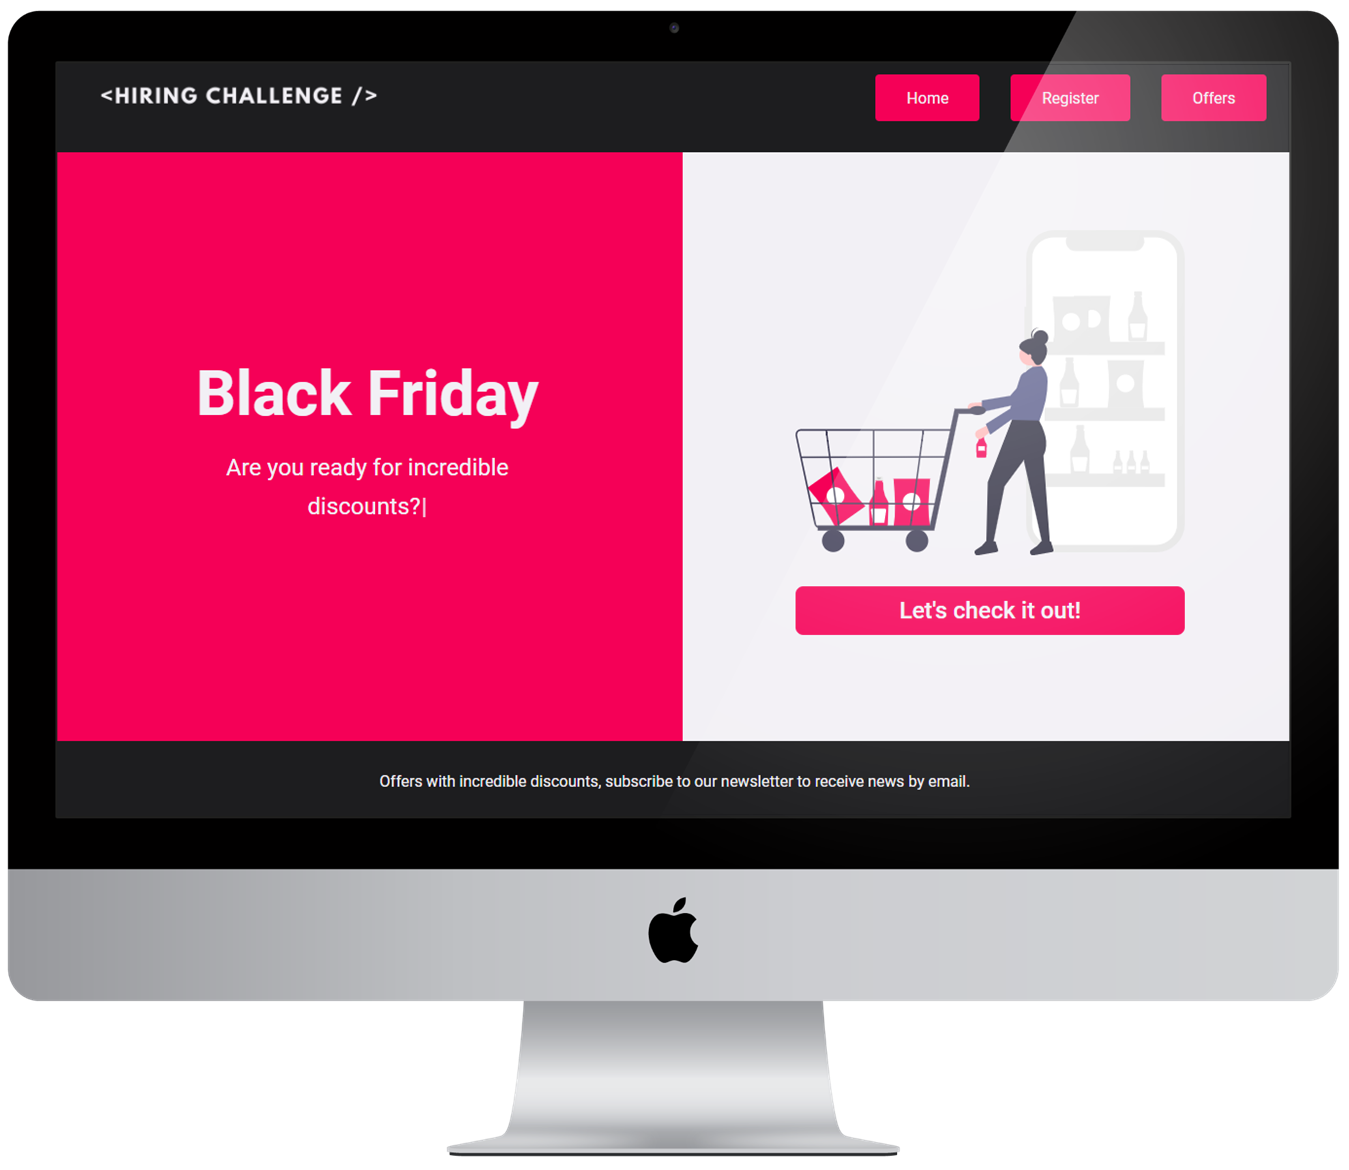 <HIRING CHALLENGE />
Home
Register
Offers
Black Friday
Are you ready for incredible
discounts?|
Let's check it out!
Offers with incredible discounts, subscribe to our newsletter to receive news by email.